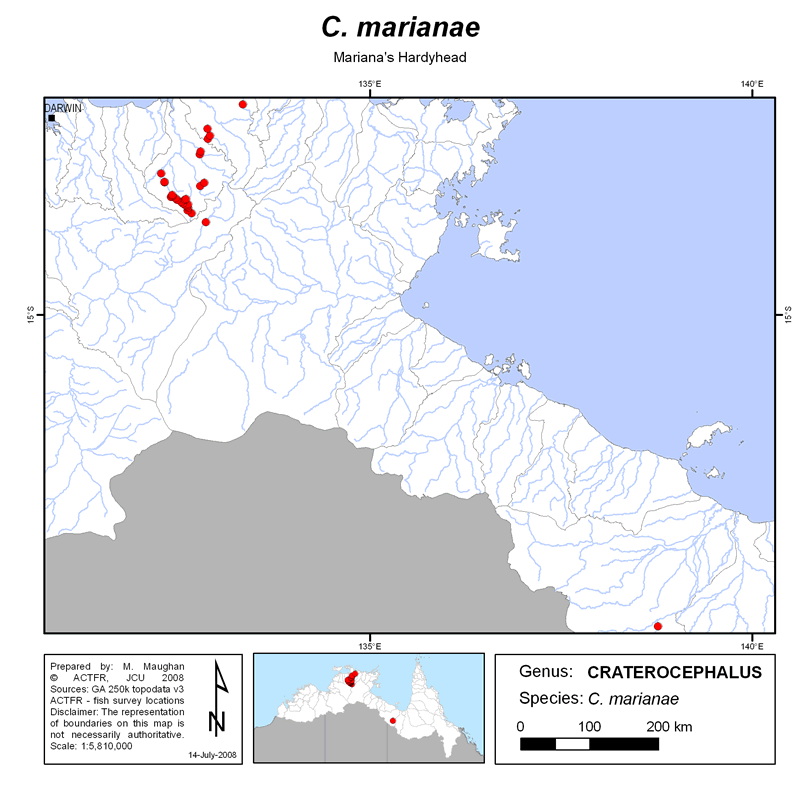 C. marianae
Mariana's Hardyhead
135°E 140°E
DARWIN
15°S 15°S
135°E 140°E
Prepared by: M. Maughan
© ACTFR, JCU 2008
Sources: GA 250k topodata v3
ACTFR - fish survey locations
Disclaimer: The representation
of boundaries on this map is
not necessarily authoritative.
Scale: 1:5,810,000
N
14-July-2008
Genus: CRATEROCEPHALUS
Species: C. marianae
0 100 200 km